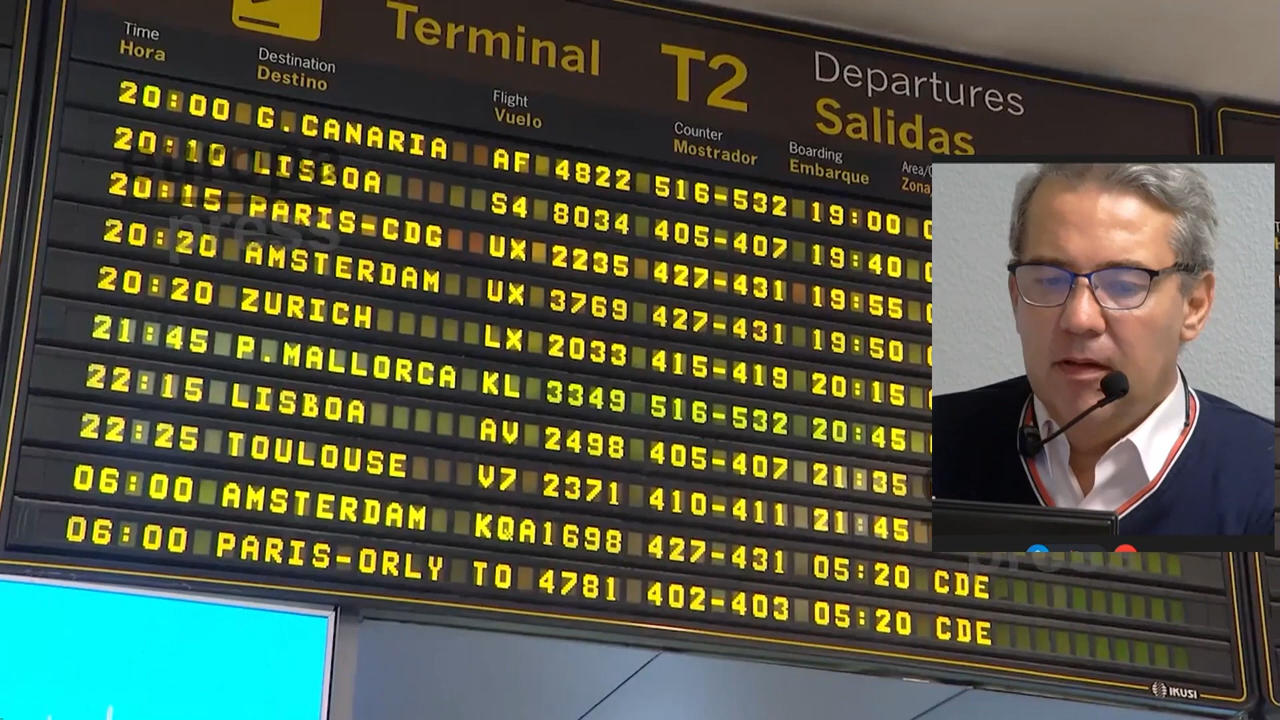 Terminal T2 Departures
Salidas
Time Destination Flight Counter Boarding
Hora Destino Vuelo Mostrador Embarque Zona
20:00 G.CANARIA AF 4822 516-532 19:00
20:10 LISBOA S4 8034 405-407 19:40
20:15 PARIS-CDG UX 2235 427-431 19:55
20:20 AMSTERDAM UX 3769 427-431 19:50
20:20 ZURICH LX 2033 415-419 20:15
21:45 P.MALLORCA KL 3349 516-532 20:45
22:15 LISBOA AV 2498 405-407 21:35
22:25 TOULOUSE V7 2371 410-411 21:45
06:00 AMSTERDAM KQA1698 427-431 05:20 CDE
06:00 PARIS-ORLY TO 4781 402-403 05:20 CDE
europa
press
IKUSI